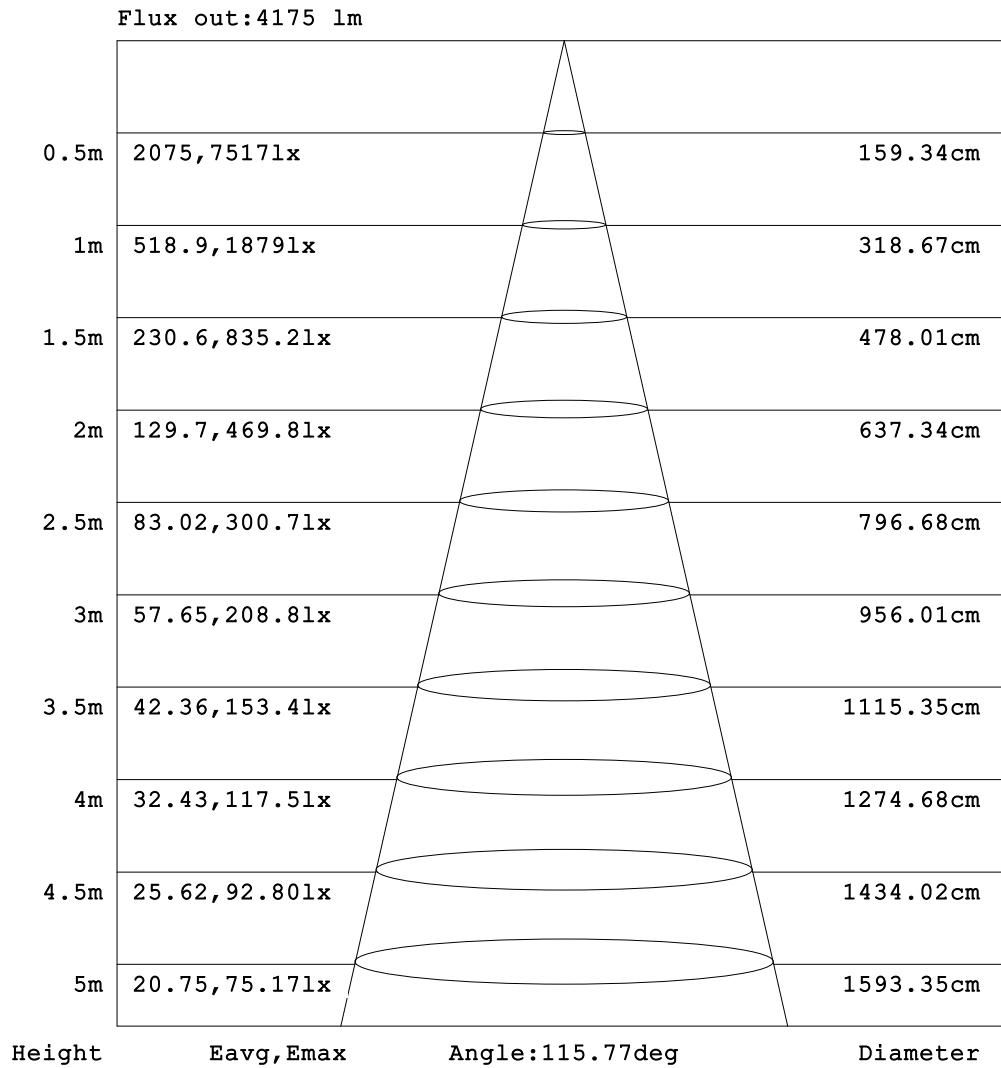 Flux out:4175 lm
0.5m 2075,7517lx 159.34cm
1m 518.9,1879lx 318.67cm
1.5m 230.6,835.2lx 478.01cm
2m 129.7,469.8lx 637.34cm
2.5m 83.02,300.7lx 796.68cm
3m 57.65,208.8lx 956.01cm
3.5m 42.36,153.4lx 1115.35cm
4m 32.43,117.5lx 1274.68cm
4.5m 25.62,92.80lx 1434.02cm
5m 20.75,75.17lx 1593.35cm
Height Eavg,Emax Angle:115.77deg Diameter